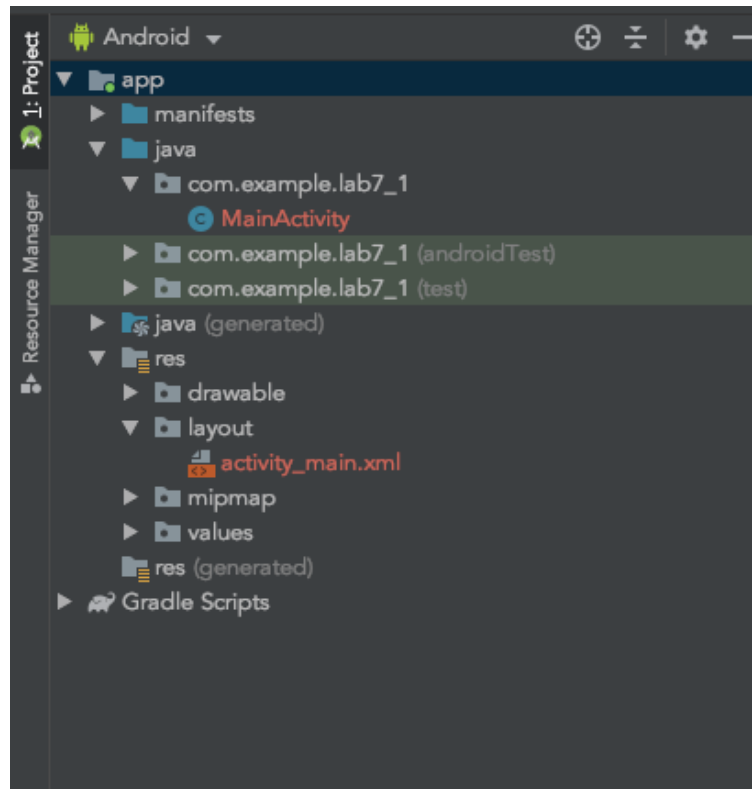 1: Project
Resource Manager
Android
app
manifests
java
com.example.lab7_1
MainActivity
com.example.lab7_1 (androidTest)
com.example.lab7_1 (test)
java (generated)
res
drawable
layout
activity_main.xml
mipmap
values
res (generated)
Gradle Scripts